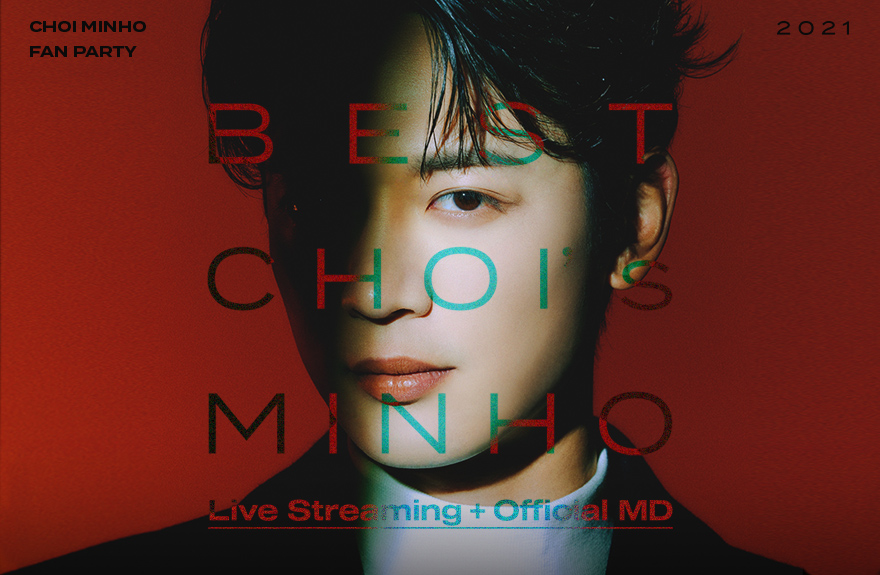 CHOI MINHO
FAN PARTY
2021
BEST
CHOI's
MINHO
Live Streaming + Official MD